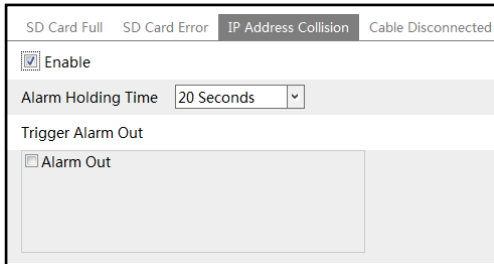 SD Card Full SD Card Error IP Address Collision Cable Disconnected
Enable
Alarm Holding Time 20 Seconds
Trigger Alarm Out
Alarm Out